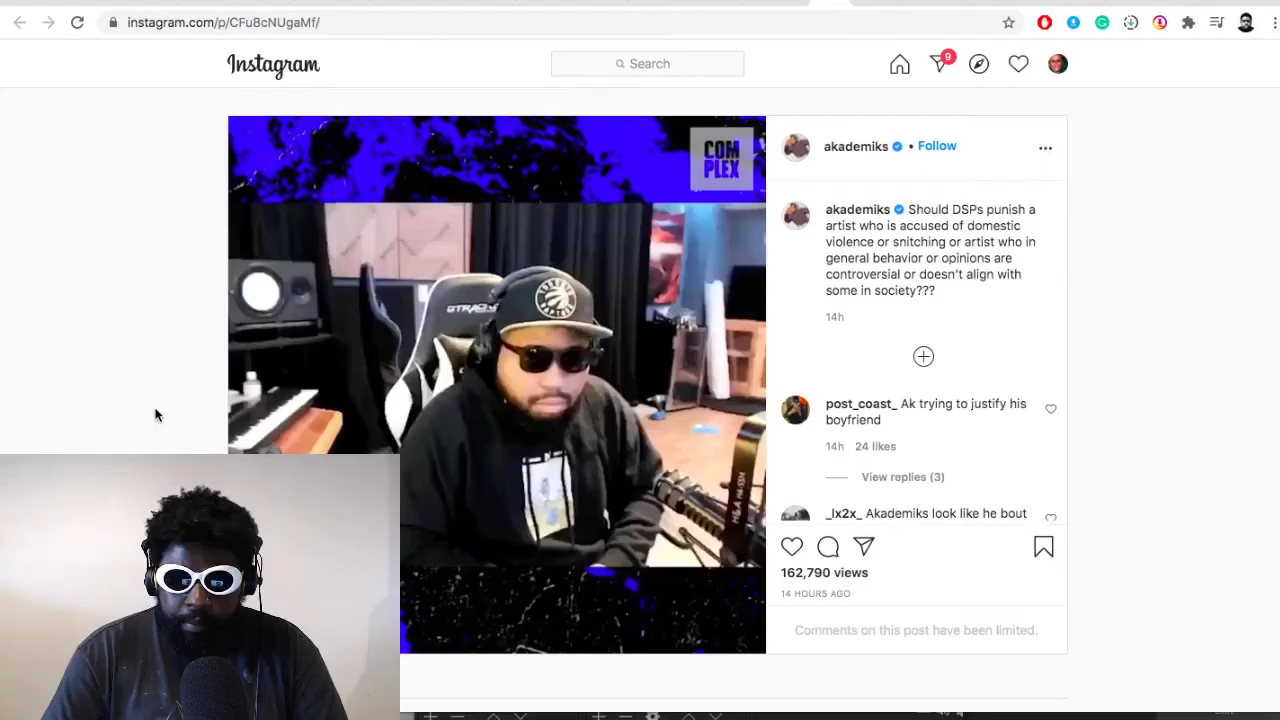 instagram.com/p/CFu8cNUgaMf/
Instagram
Search
9
COM
PLEX
GTRACING
akademiks • Follow
akademiks Should DSPs punish a
artist who is accused of domestic
violence or snitching or artist who in
general behavior or opinions are
controversial or doesn't align with
some in society???
14h
post_coast_ Ak trying to justify his
boyfriend
14h 24 likes
View replies (3)
_lx2x_ Akademiks look like he bout
162,790 views
14 HOURS AGO
Comments on this post have been limited.